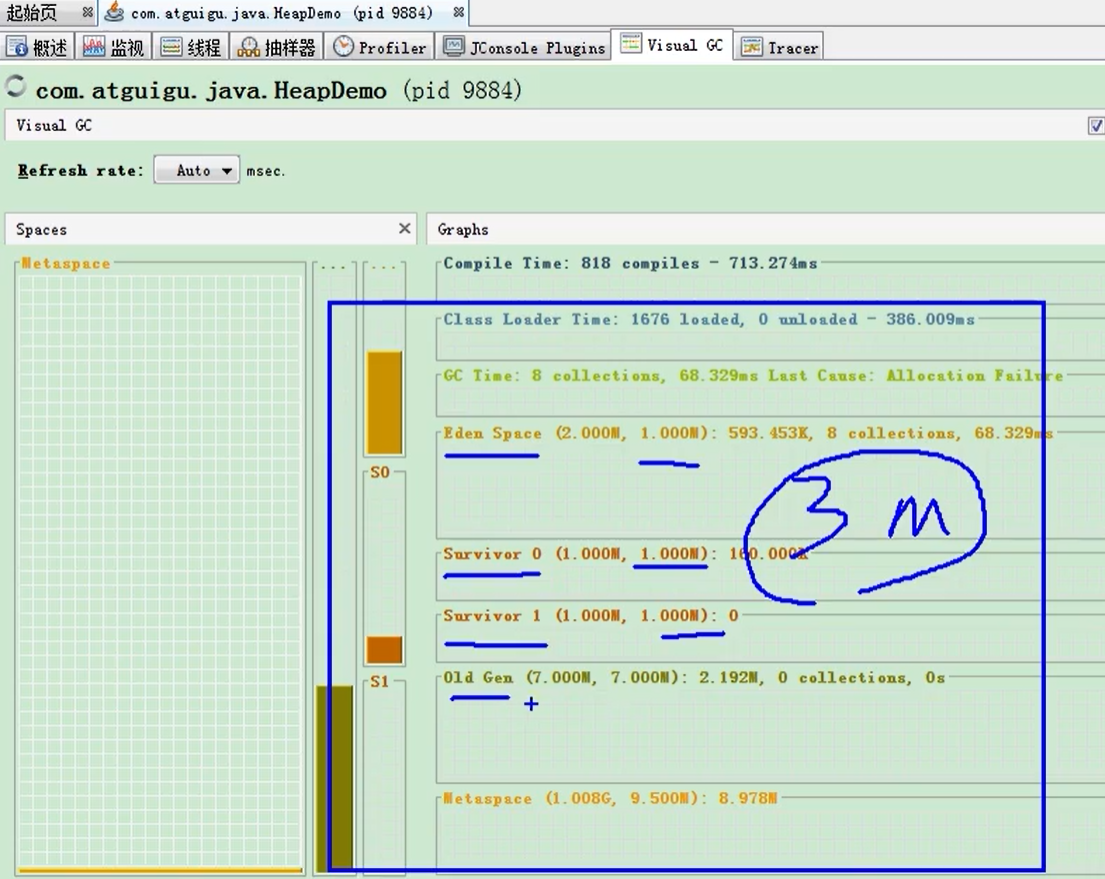 起始页 com.atguigu.java.HeapDemo (pid 9884)
概述 监视 线程 抽样器 Profiler JConsole Plugins Visual GC Tracer
com.atguigu.java.HeapDemo (pid 9884)
Visual GC
Refresh rate: Auto msec.
Spaces
Graphs
Metaspace
...
...
Compile Time: 818 compiles - 713.274ms
Class Loader Time: 1676 loaded, 0 unloaded - 386.009ms
GC Time: 8 collections, 68.329ms Last Cause: Allocation Failure
Eden Space (2.000M, 1.000M): 593.453K, 8 collections, 68.329ms
S0
3 M
Survivor 0 (1.000M, 1.000M): 160.000K
Survivor 1 (1.000M, 1.000M): 0
S1
Old Gen (7.000M, 7.000M): 2.192M, 0 collections, 0s
Metaspace (1.008G, 9.500M): 8.978M